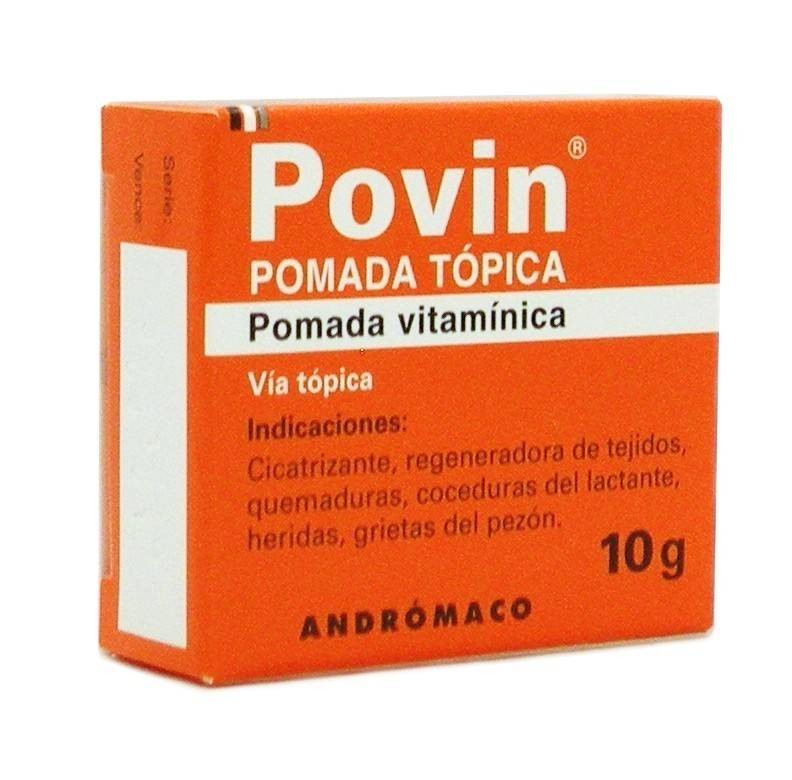 Serie:
Vence:
Povin®
POMADA TÓPICA
Pomada vitamínica
Vía tópica
Indicaciones:
Cicatrizante, regeneradora de tejidos,
quemaduras, coceduras del lactante,
heridas, grietas del pezón.
10 g
ANDRÓMACO